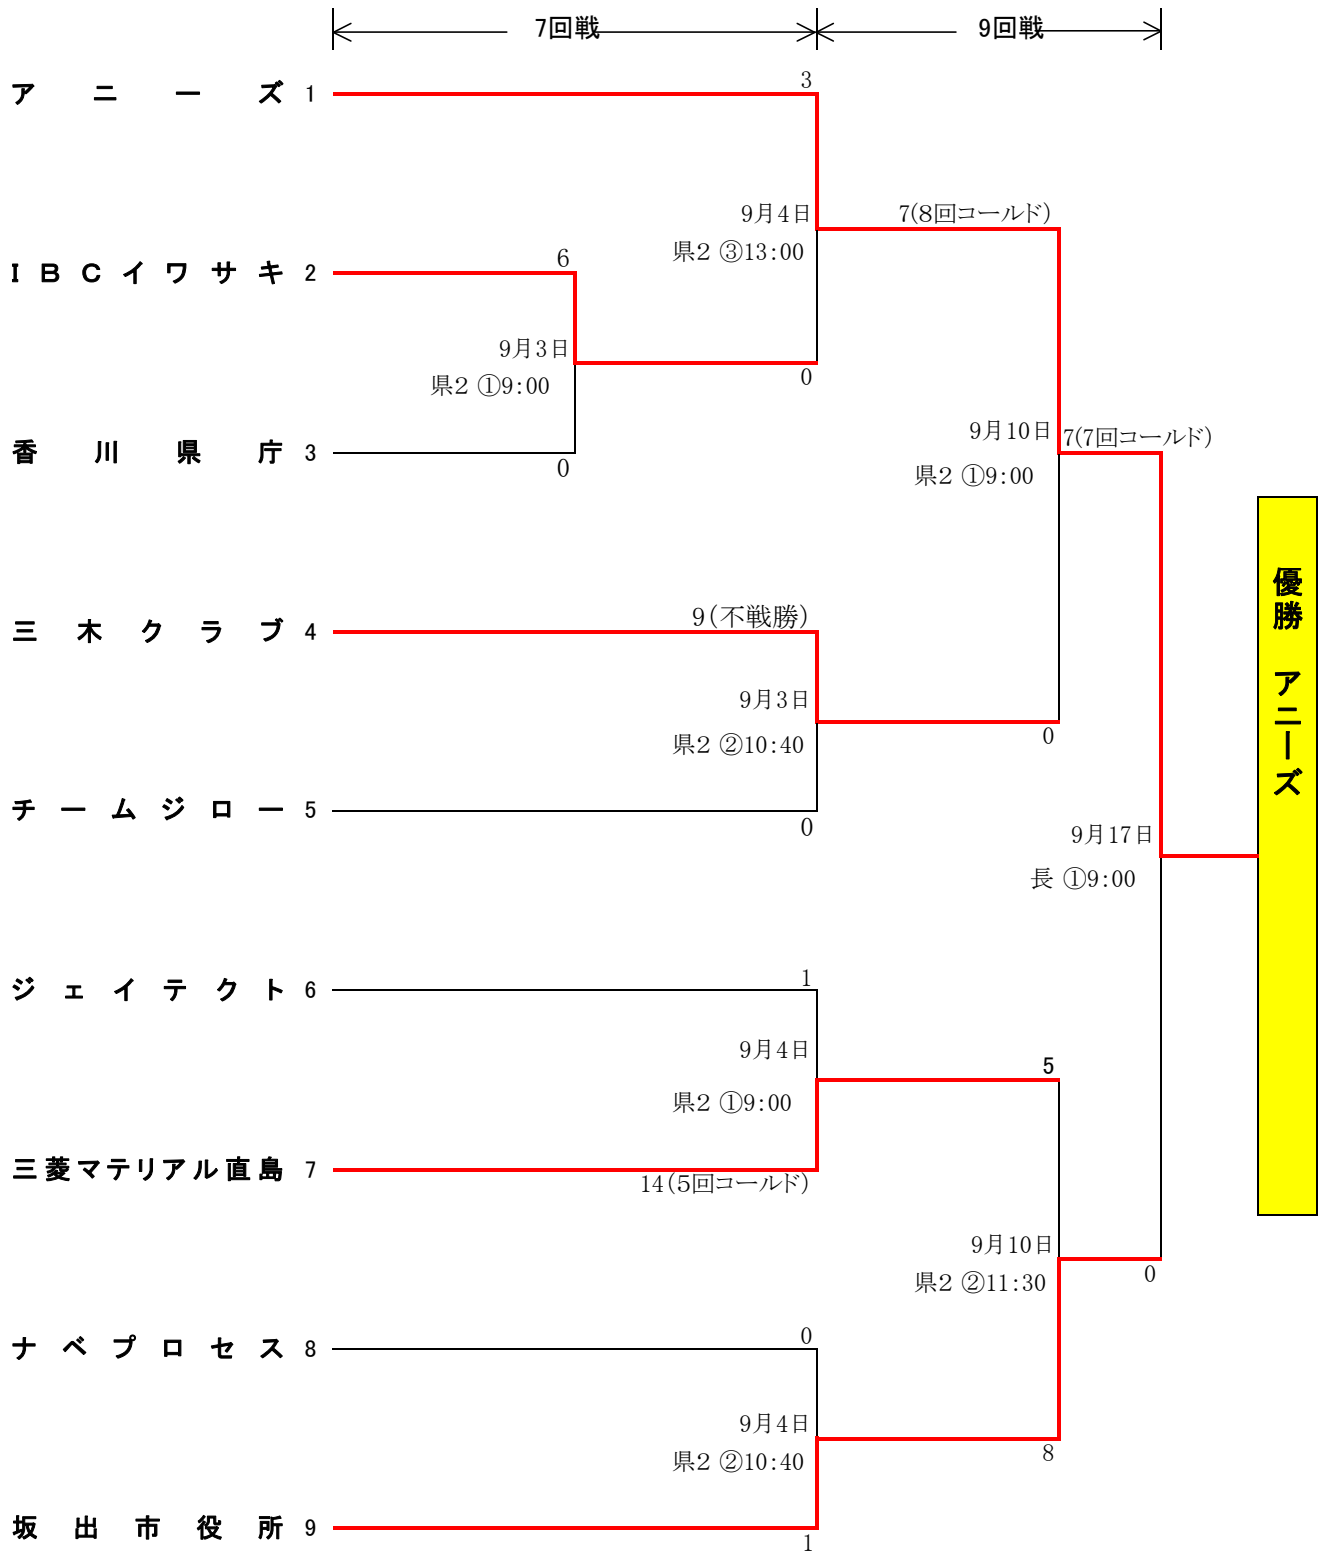 7回戦
9回戦
アニーズ 1
3
9月4日
県2 ③13:00
7(8回コールド)
IBCイワサキ 2
6
9月3日
県2 ①9:00
0
香川県庁 3
0
9月10日
県2 ①9:00
7(7回コールド)
三木クラブ 4
9(不戦勝)
9月3日
県2 ②10:40
0
チームジロー 5
0
9月17日
長 ①9:00
優勝 アニーズ
ジェイテクト 6
1
9月4日
県2 ①9:00
5
三菱マテリアル直島 7
14(5回コールド)
9月10日
県2 ②11:30
0
ナベプロセス 8
0
9月4日
県2 ②10:40
8
坂出市役所 9
1